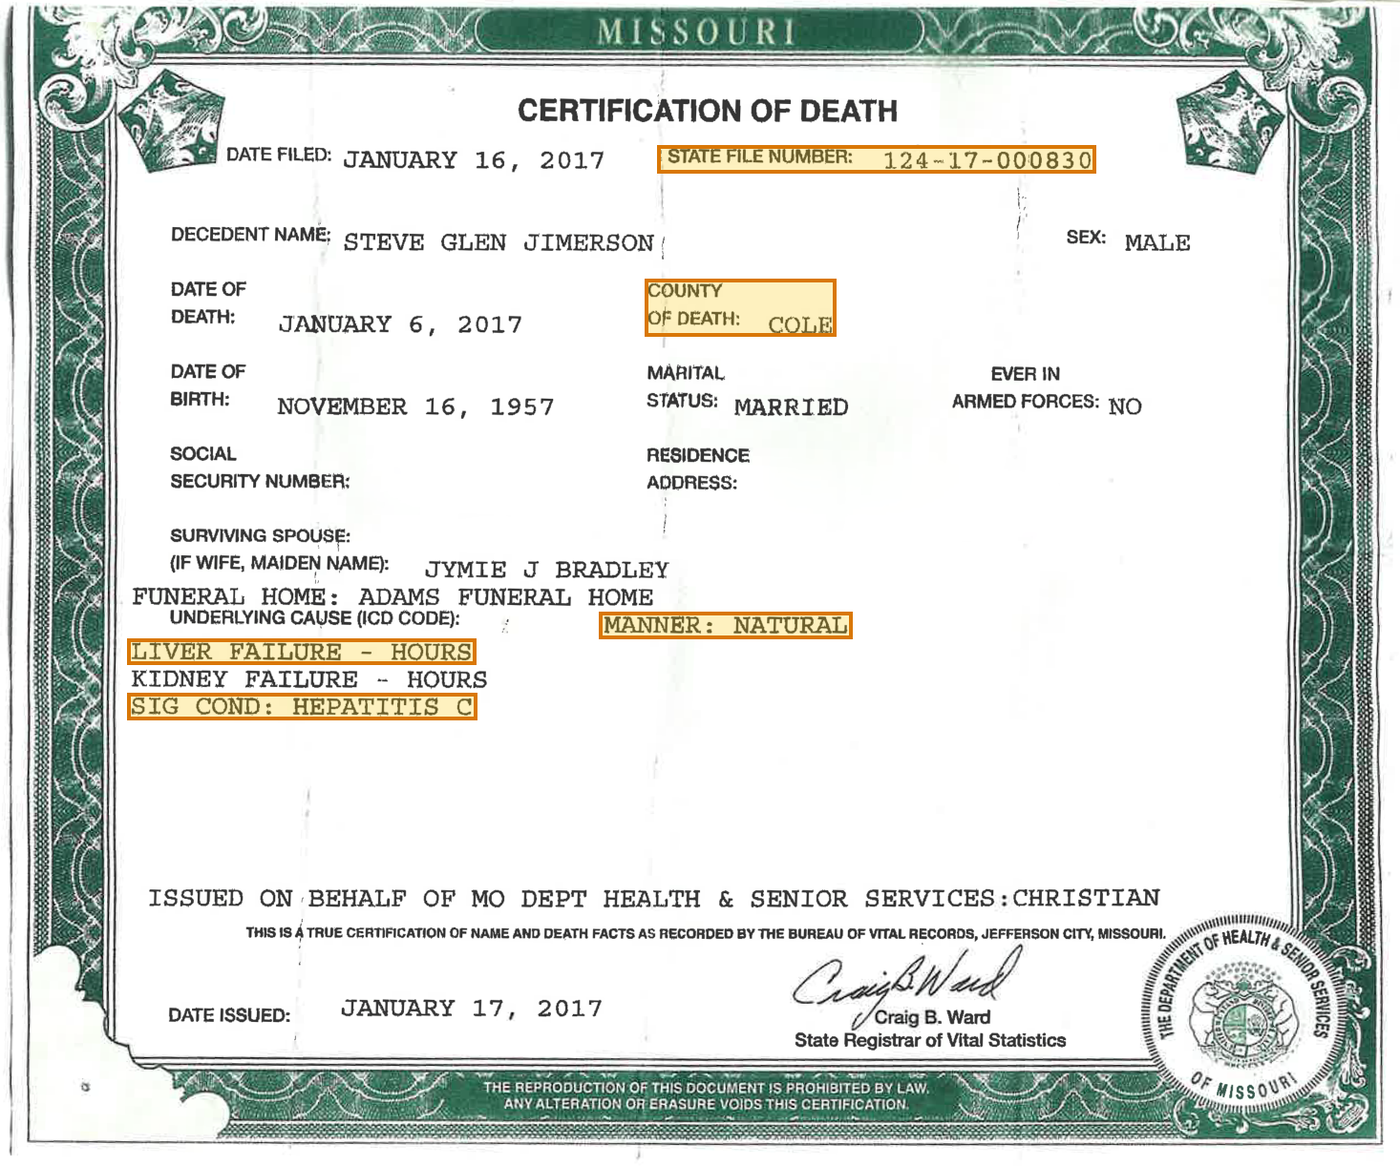 MISSOURI
CERTIFICATION OF DEATH
DATE FILED: JANUARY 16, 2017 STATE FILE NUMBER: 124-17-000830
DECEDENT NAME: STEVE GLEN JIMERSON SEX: MALE
DATE OF COUNTY
DEATH: JANUARY 6, 2017 OF DEATH: COLE
DATE OF MARITAL EVER IN
BIRTH: NOVEMBER 16, 1957 STATUS: MARRIED ARMED FORCES: NO
SOCIAL RESIDENCE
SECURITY NUMBER: ADDRESS:
SURVIVING SPOUSE:
(IF WIFE, MAIDEN NAME): JYMIE J BRADLEY
FUNERAL HOME: ADAMS FUNERAL HOME
UNDERLYING CAUSE (ICD CODE): MANNER: NATURAL
LIVER FAILURE - HOURS
KIDNEY FAILURE - HOURS
SIG COND: HEPATITIS C
ISSUED ON BEHALF OF MO DEPT HEALTH & SENIOR SERVICES:CHRISTIAN
THIS IS A TRUE CERTIFICATION OF NAME AND DEATH FACTS AS RECORDED BY THE BUREAU OF VITAL RECORDS, JEFFERSON CITY, MISSOURI.
Craig B. Ward
DATE ISSUED: JANUARY 17, 2017
Craig B. Ward
State Registrar of Vital Statistics
THE DEPARTMENT OF HEALTH & SENIOR SERVICES
OF MISSOURI
THE REPRODUCTION OF THIS DOCUMENT IS PROHIBITED BY LAW.
ANY ALTERATION OR ERASURE VOIDS THIS CERTIFICATION.